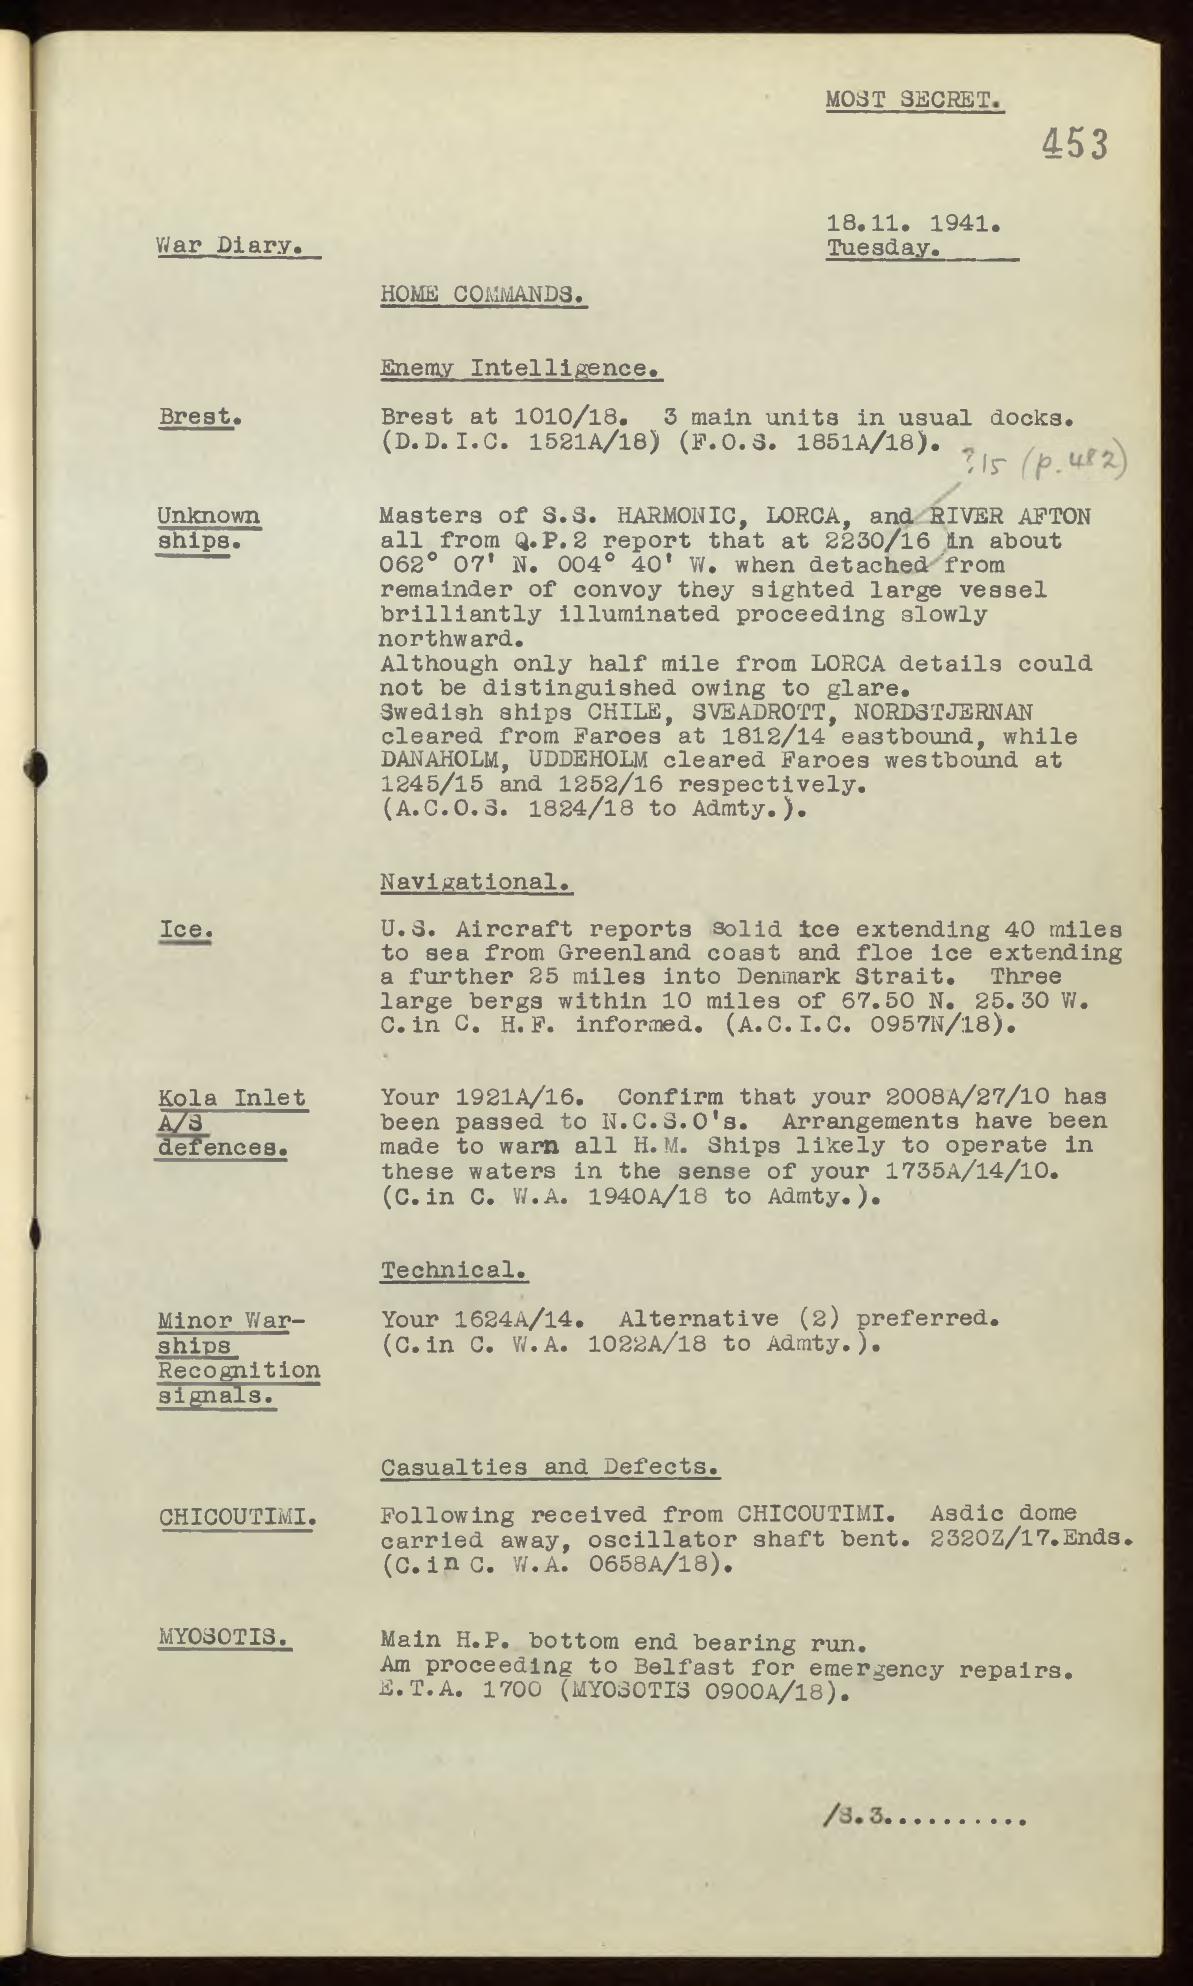 MOST SECRET.
453
18.11. 1941.
War Diary.
Tuesday.
HOME COMMANDS.
Enemy Intelligence.
Brest.
Brest at 1010/18. 3 main units in usual docks.
(D.D.I.C. 1521A/18) (F.O.S. 1851A/18).
?15 (p.482)
Unknown
ships.
Masters of S.S. HARMONIC, LORCA, and RIVER AFTON
all from Q.P.2 report that at 2230/16 in about
062° 07' N. 004° 40' W. when detached from
remainder of convoy they sighted large vessel
brilliantly illuminated proceeding slowly
northward.
Although only half mile from LORCA details could
not be distinguished owing to glare.
Swedish ships CHILE, SVEADROTT, NORDSTJERNAN
cleared from Faroes at 1812/14 eastbound, while
DANAHOLM, UDDEHOLM cleared Faroes westbound at
1245/15 and 1252/16 respectively.
(A.C.O.S. 1824/18 to Admty.).
Navigational.
Ice.
U.S. Aircraft reports solid ice extending 40 miles
to sea from Greenland coast and floe ice extending
a further 25 miles into Denmark Strait. Three
large bergs within 10 miles of 67.50 N. 25.30 W.
C.in C. H.F. informed. (A.C.I.C. 0957N/18).
Kola Inlet
A/S
defences.
Your 1921A/16. Confirm that your 2008A/27/10 has
been passed to N.C.S.O's. Arrangements have been
made to warn all H.M. Ships likely to operate in
these waters in the sense of your 1735A/14/10.
(C.in C. W.A. 1940A/18 to Admty.).
Technical.
Minor War-
ships
Recognition
signals.
Your 1624A/14. Alternative (2) preferred.
(C.in C. W.A. 1022A/18 to Admty.).
Casualties and Defects.
CHICOUTIMI.
Following received from CHICOUTIMI. Asdic dome
carried away, oscillator shaft bent. 2320Z/17.Ends.
(C.in C. W.A. 0658A/18).
MYOSOTIS.
Main H.P. bottom end bearing run.
Am proceeding to Belfast for emergency repairs.
E.T.A. 1700 (MYOSOTIS 0900A/18).
/S.3..........